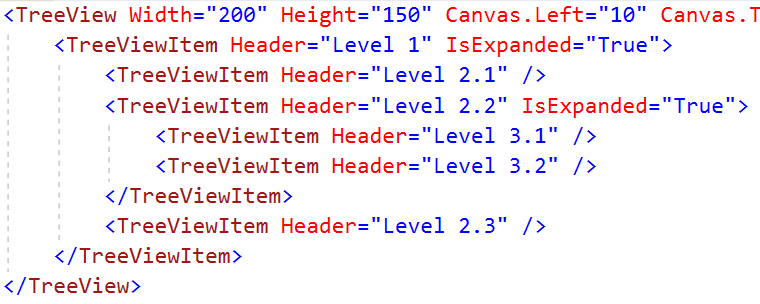 <TreeView Width="200" Height="150" Canvas.Left="10" Canvas.T
<TreeViewItem Header="Level 1" IsExpanded="True">
<TreeViewItem Header="Level 2.1" />
<TreeViewItem Header="Level 2.2" IsExpanded="True">
<TreeViewItem Header="Level 3.1" />
<TreeViewItem Header="Level 3.2" />
</TreeViewItem>
<TreeViewItem Header="Level 2.3" />
</TreeViewItem>
</TreeView>